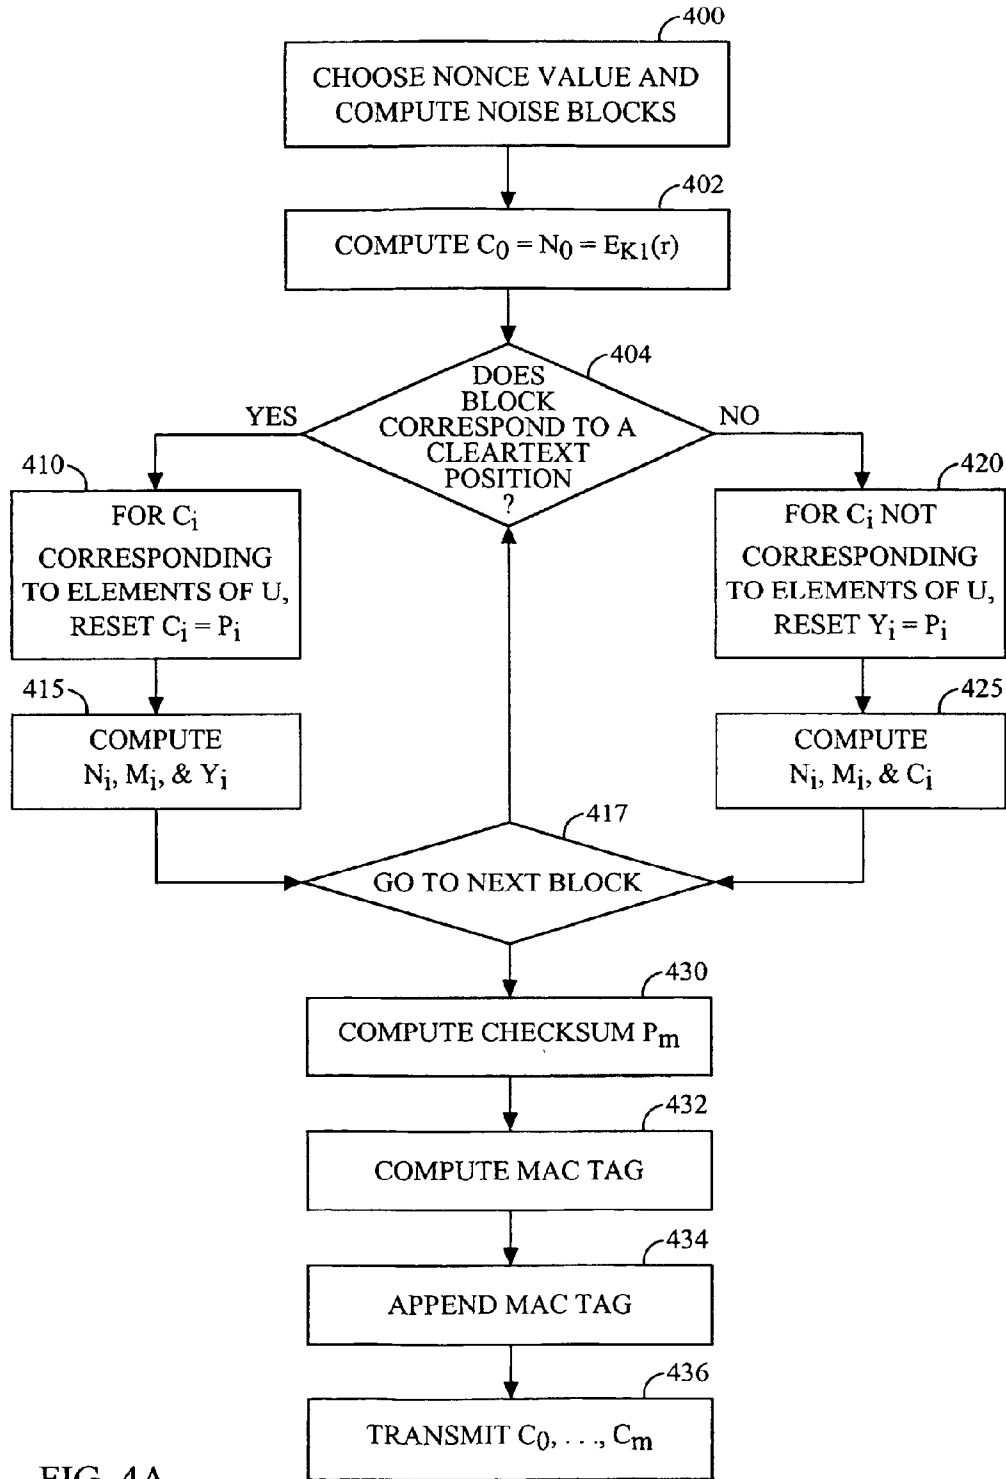 400
CHOOSE NONCE VALUE AND
COMPUTE NOISE BLOCKS
402
COMPUTE C0 = N0 = EK1(r)
404
DOES
BLOCK
CORRESPOND TO A
CLEARTEXT
POSITION
?
YES
NO
410
FOR Ci
CORRESPONDING
TO ELEMENTS OF U,
RESET Ci = Pi
420
FOR Ci NOT
CORRESPONDING
TO ELEMENTS OF U,
RESET Yi = Pi
415
COMPUTE
Ni, Mi, & Yi
425
COMPUTE
Ni, Mi, & Ci
417
GO TO NEXT BLOCK
430
COMPUTE CHECKSUM Pm
432
COMPUTE MAC TAG
434
APPEND MAC TAG
436
TRANSMIT C0, . . ., Cm
FIG. 4A